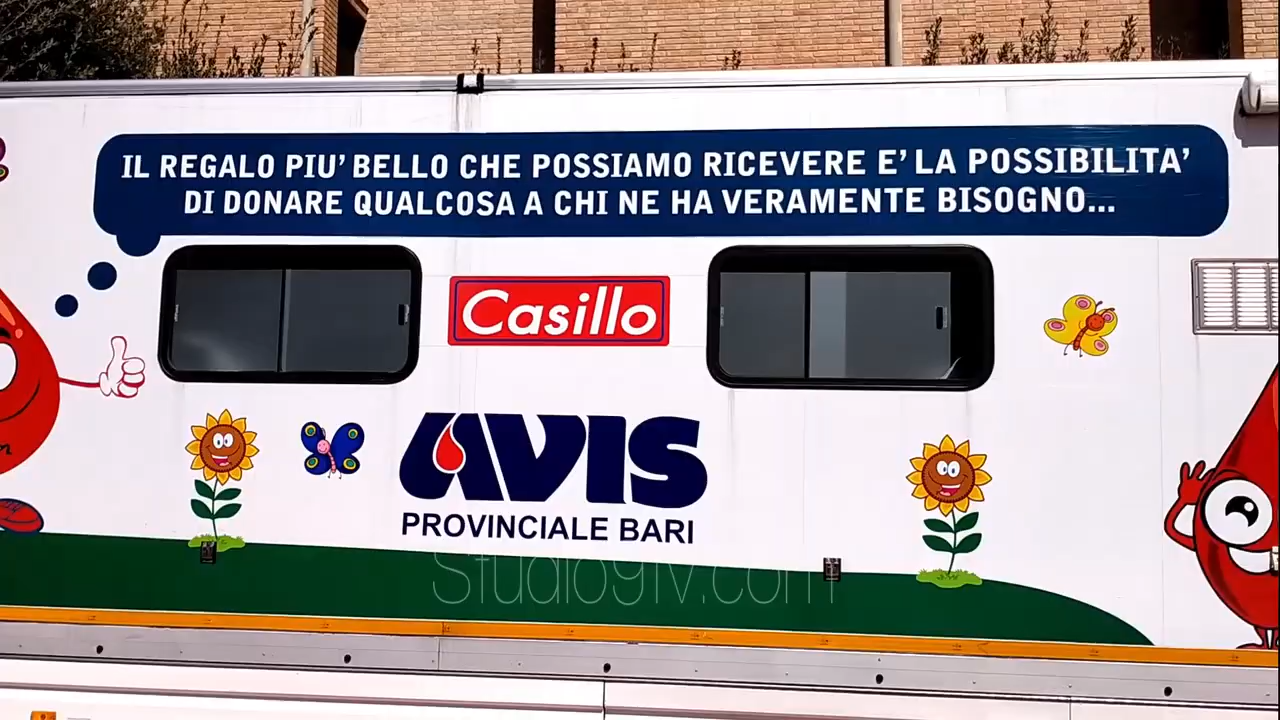 IL REGALO PIU' BELLO CHE POSSIAMO RICEVERE E' LA POSSIBILITA'
DI DONARE QUALCOSA A CHI NE HA VERAMENTE BISOGNO...
Casillo
AVIS
PROVINCIALE BARI
Studio9tv.com